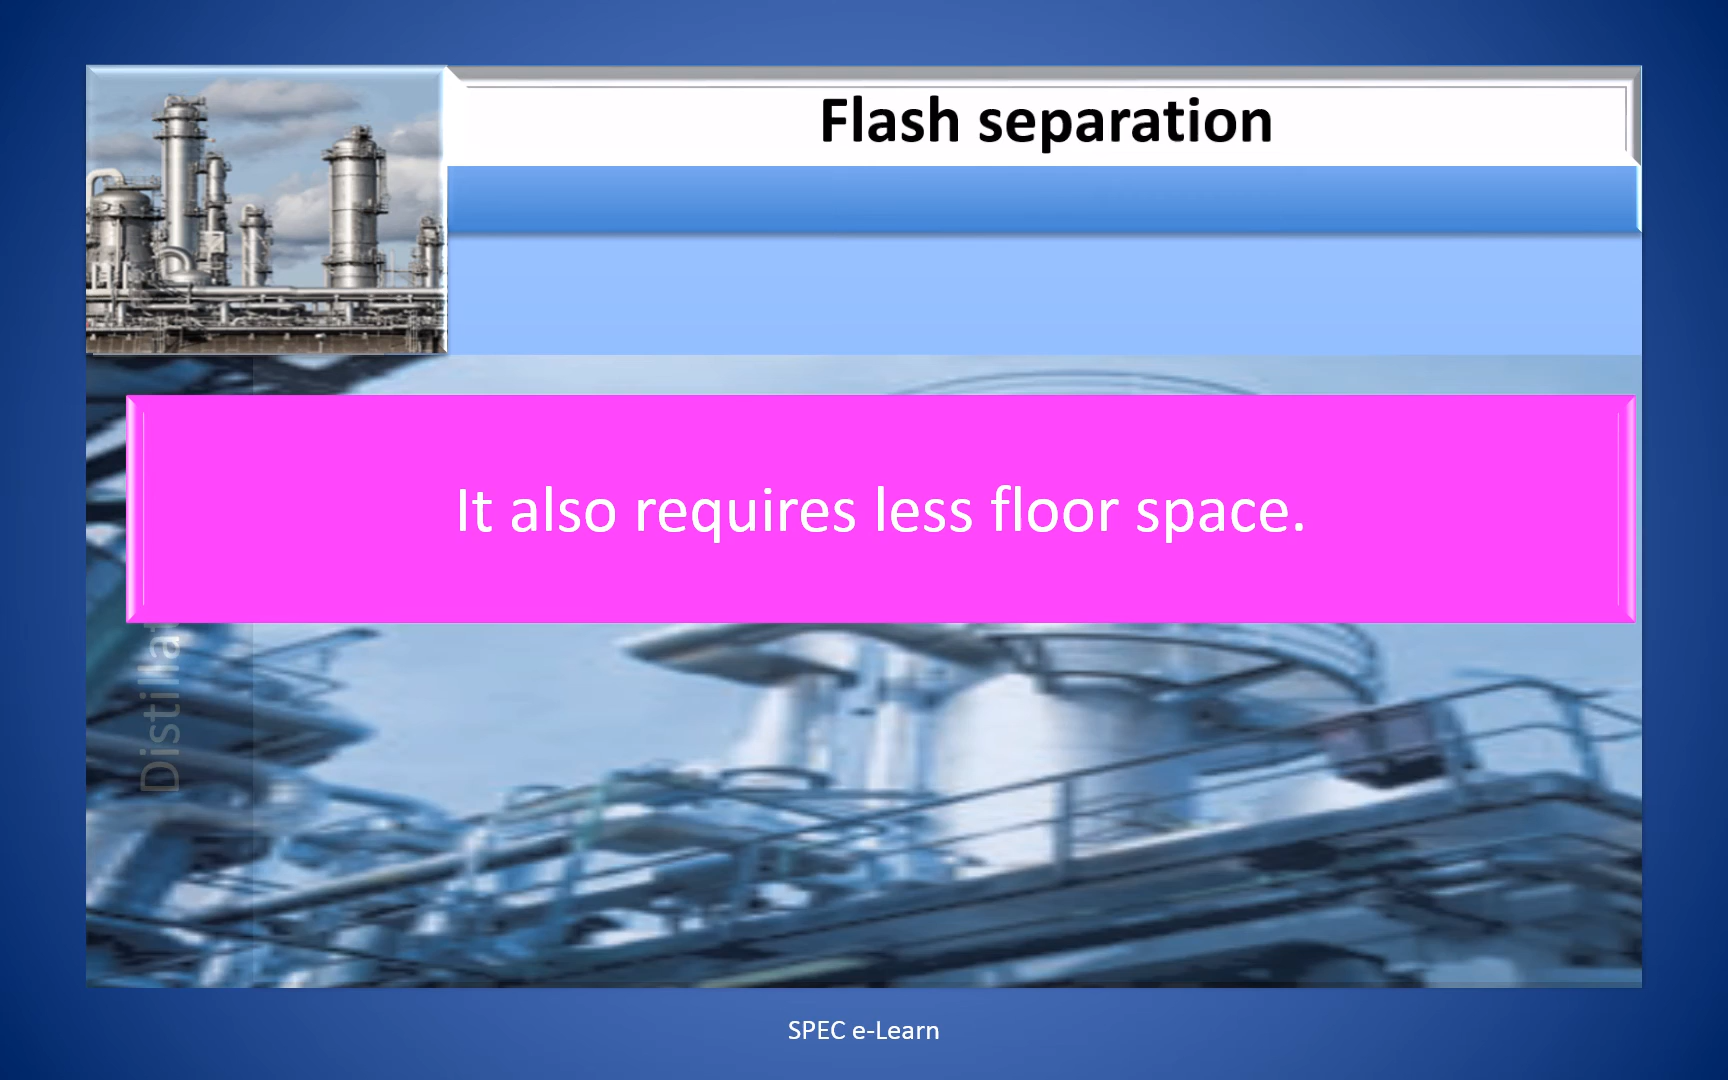 Flash separation
It also requires less floor space.
SPEC e-Learn